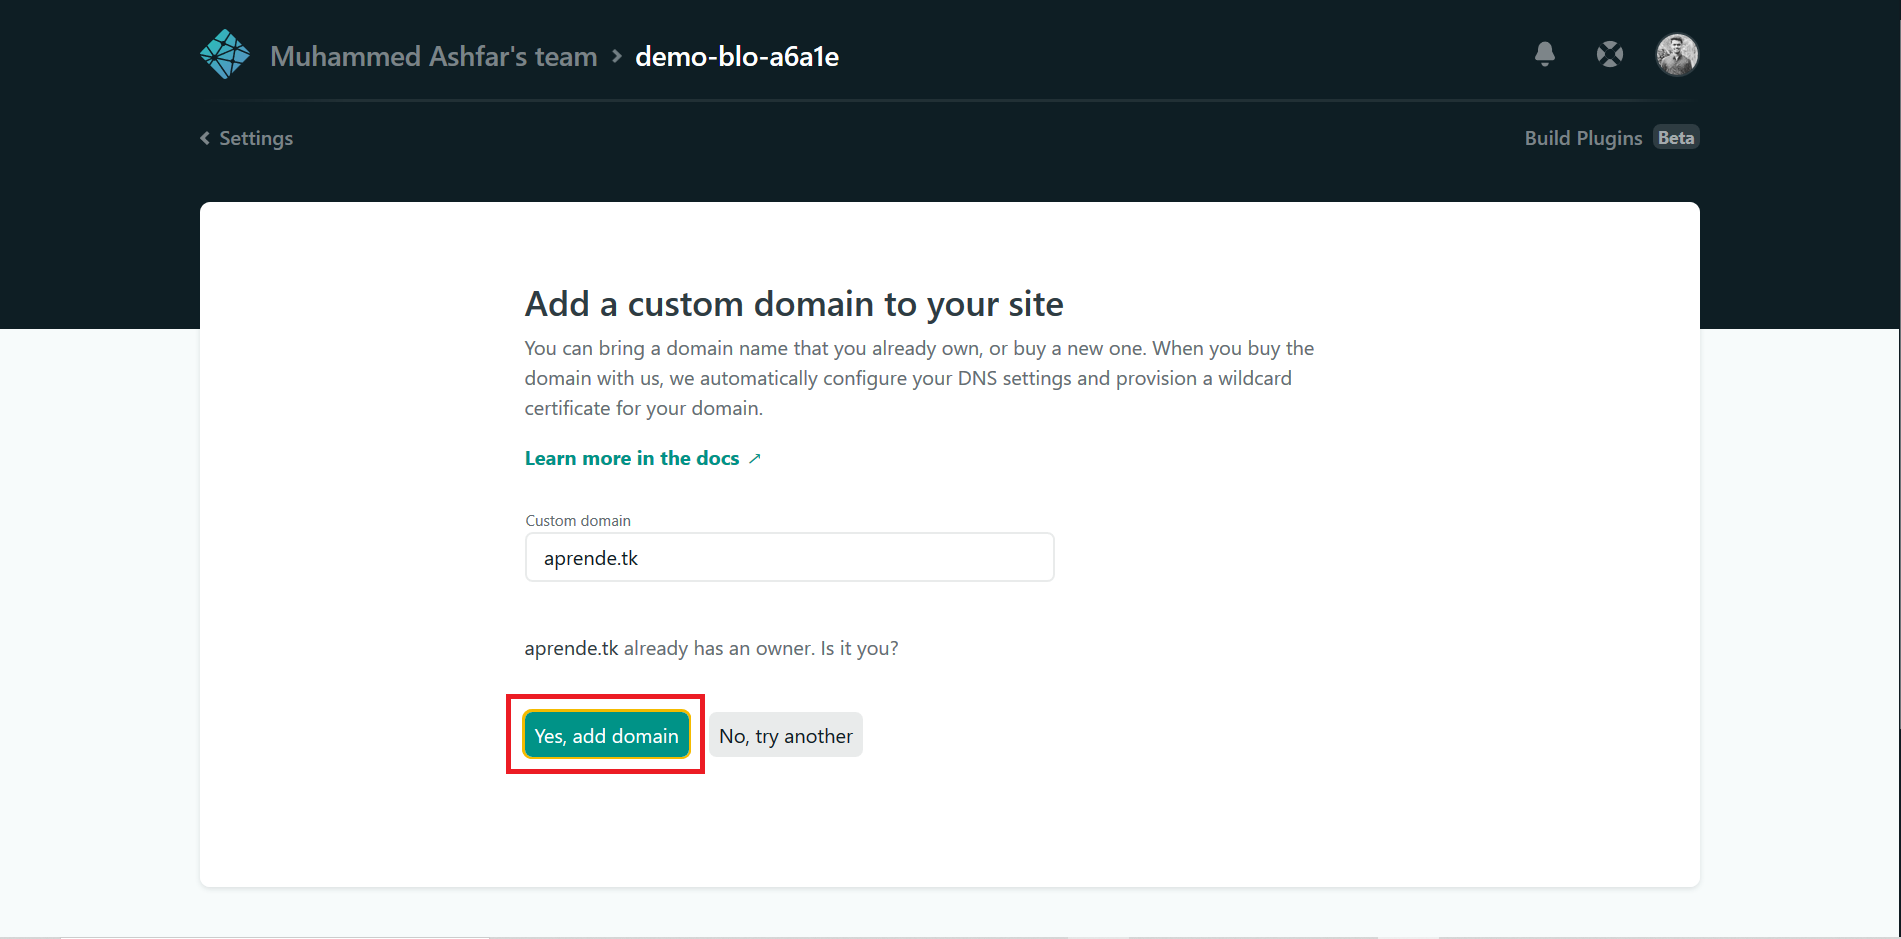 Muhammed Ashfar's team > demo-blo-a6a1e
Settings
Build Plugins Beta
Add a custom domain to your site
You can bring a domain name that you already own, or buy a new one. When you buy the
domain with us, we automatically configure your DNS settings and provision a wildcard
certificate for your domain.
Learn more in the docs
Custom domain
aprende.tk
aprende.tk already has an owner. Is it you?
Yes, add domain
No, try another